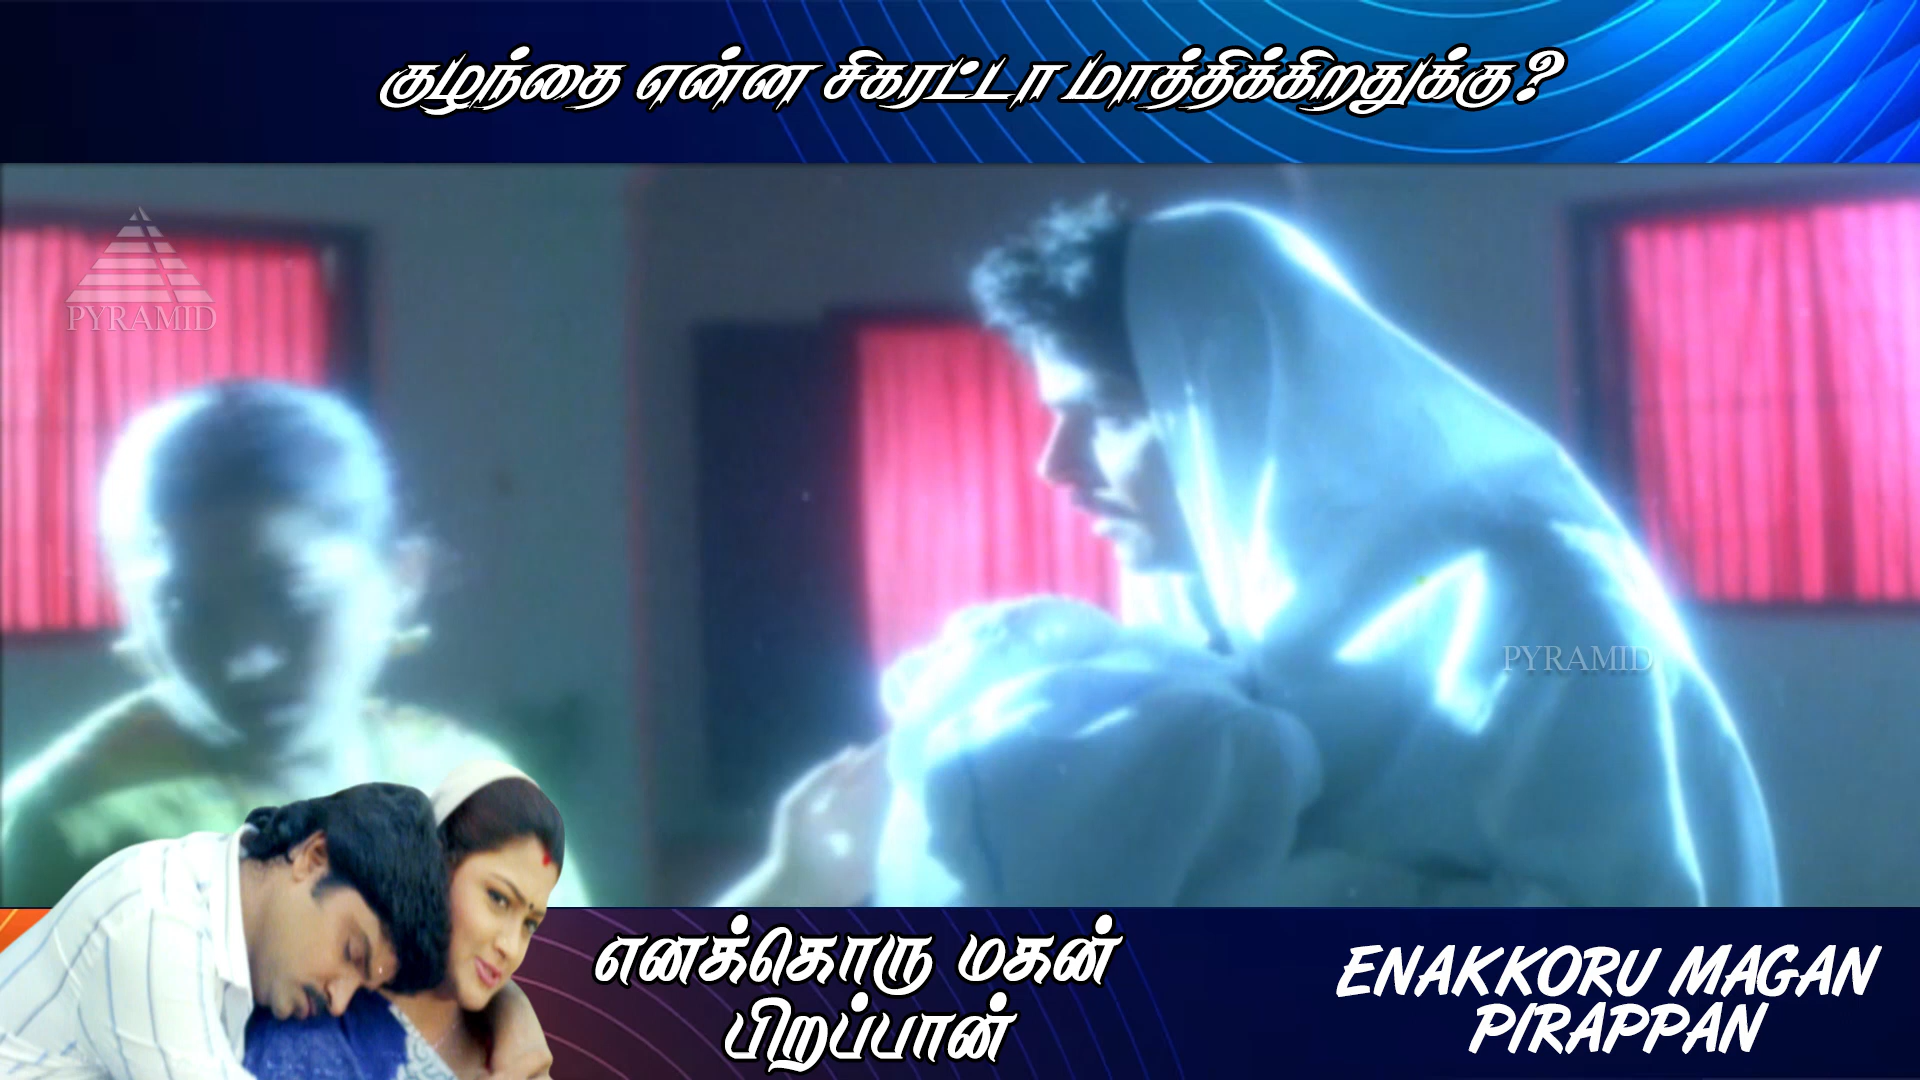 குழந்தை என்ன சிகரட்டா மாத்திக்கிறதுக்கு?
PYRAMID
PYRAMID
எனக்கொரு மகன்
பிறப்பான்
ENAKKORU MAGAN
PIRAPPAN